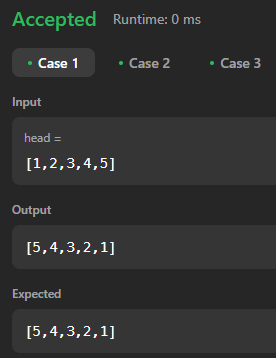 Accepted Runtime: 0 ms
• Case 1 • Case 2 • Case 3
Input
head =
[1,2,3,4,5]
Output
[5,4,3,2,1]
Expected
[5,4,3,2,1]